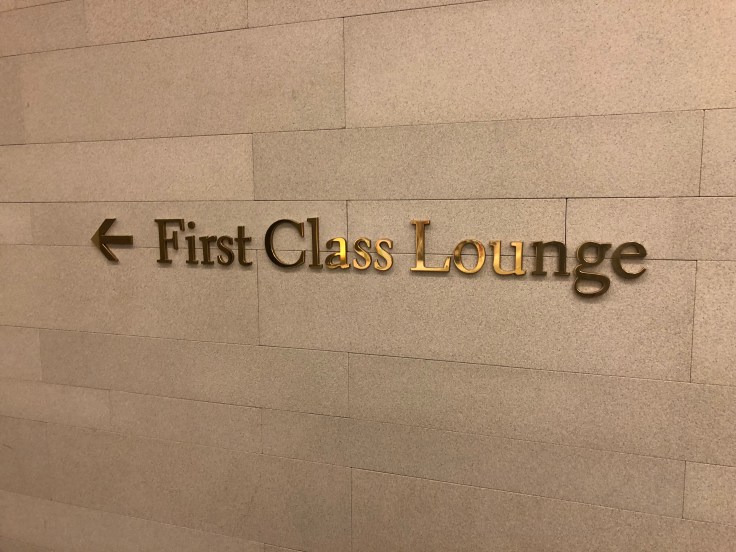 ← First Class Lounge